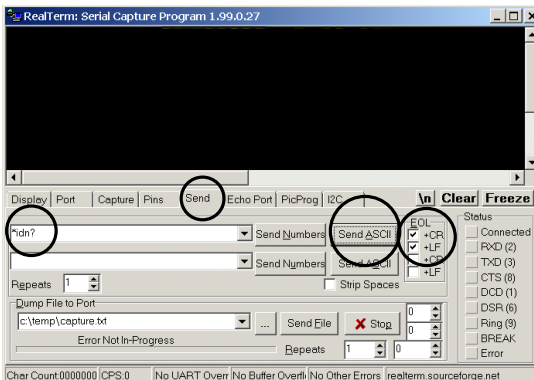 RealTerm: Serial Capture Program 1.99.0.27
Display Port Capture Pins Send Echo Port PicProg I2C \n Clear Freeze
*idn? Send Numbers Send ASCII
Send Numbers Send ASCII
EOL
+CR
+LF
+CR
+LF
Repeats 1 Strip Spaces
Dump File to Port
c:\temp\capture.txt ... Send File Stop 0
0
Error Not In-Progress
Repeats 1 0
Status
Connected
RXD (2)
TXD (3)
CTS (8)
DCD (1)
DSR (6)
Ring (9)
BREAK
Error
Char Count:0000000 CPS:0 No UART Overr No Buffer Overfl No Other Errors realterm.sourceforge.net